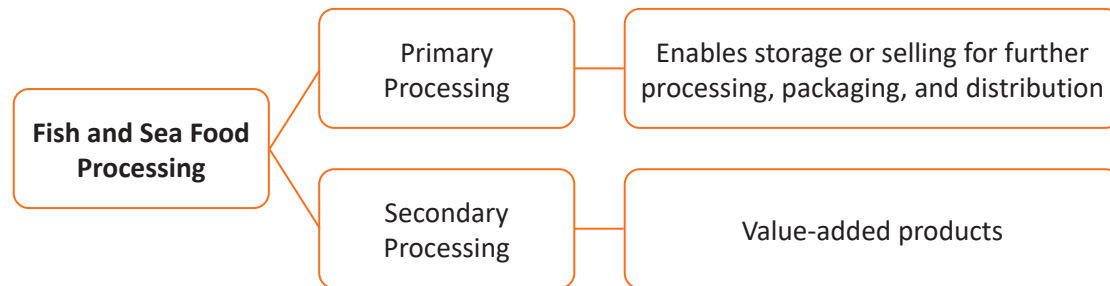 Fish and Sea Food
Processing
Primary
Processing
Enables storage or selling for further
processing, packaging, and distribution
Secondary
Processing
Value-added products